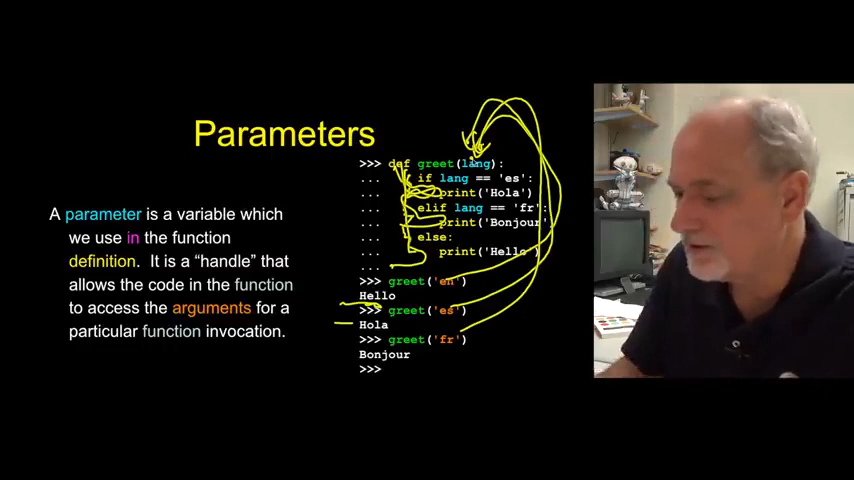 Parameters
A parameter is a variable which
we use in the function
definition. It is a “handle” that
allows the code in the function
to access the arguments for a
particular function invocation.
>>> def greet(lang):
... if lang == 'es':
... print('Hola')
... elif lang == 'fr':
... print('Bonjour'
... else:
... print('Hello')
...
>>> greet('en')
Hello
>>> greet('es')
Hola
>>> greet('fr')
Bonjour
>>>